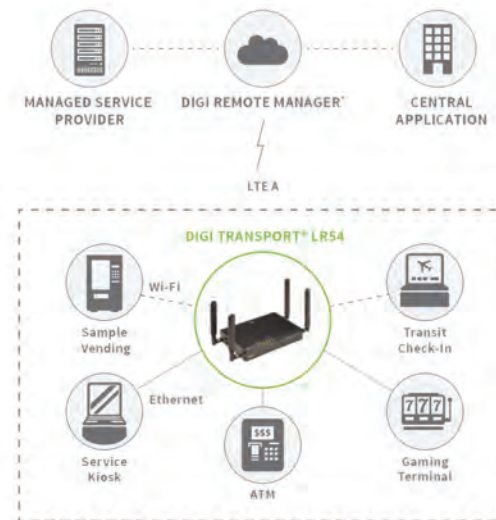 MANAGED SERVICE
PROVIDER
DIGI REMOTE MANAGER®
CENTRAL
APPLICATION
LTE A
DIGI TRANSPORT® LR54
Wi-Fi
Sample
Vending
Transit
Check-In
Ethernet
Service
Kiosk
$$$
ATM
777
Gaming
Terminal